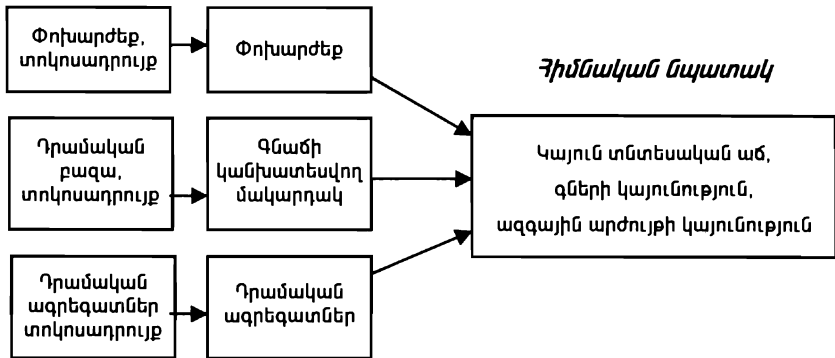 Փոխարժեք,
տոկոսադրույք
Փոխարժեք
Հիմնական նպատակ
Դրամական
բազա,
տոկոսադրույք
Գնաճի
կանխատեսվող
մակարդակ
Կայուն տնտեսական աճ,
գների կայունություն,
ազգային արժույթի կայունություն
Դրամական
ագրեգատներ
տոկոսադրույք
Դրամական
ագրեգատներ